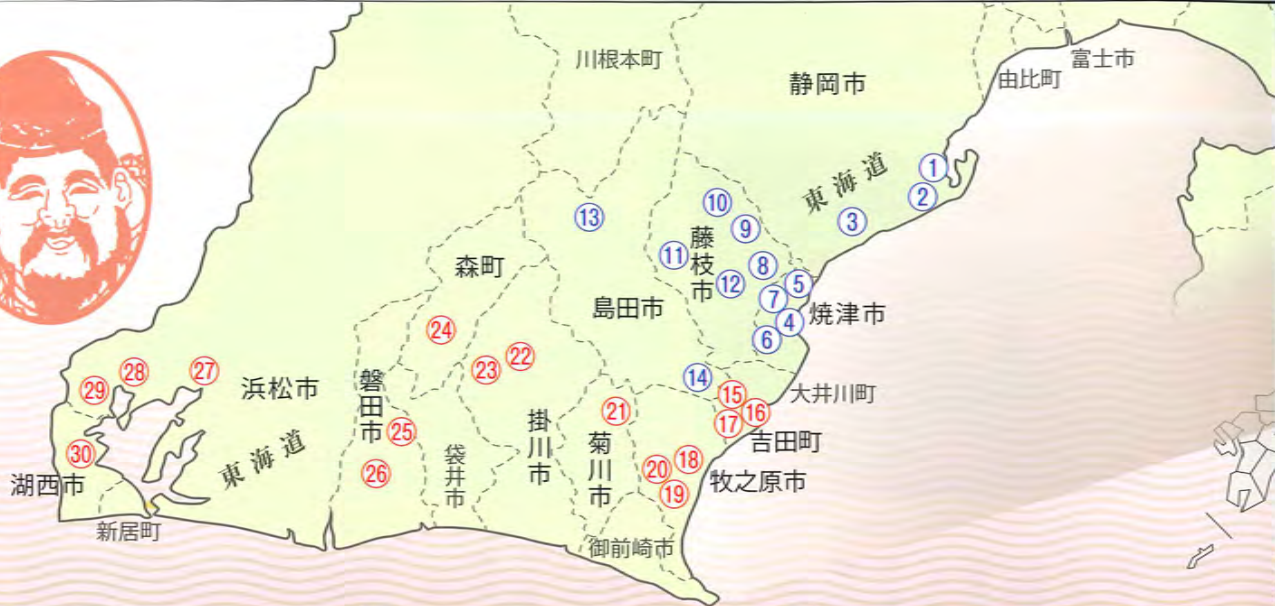 川根本町
静岡市
富士市
由比町
東海道
①
②
③
⑩
⑨
⑬
藤枝市
⑪
⑧
⑫
⑤
⑦
④
焼津市
⑥
森町
島田市
㉔
㉒
㉓
⑭
大井川町
⑮
⑯
⑰
吉田町
㉙
㉘
㉗
浜松市
磐田市
㉕
㉖
袋井市
掛川市
㉑
菊川市
⑱
⑳
⑲
牧之原市
東海道
㉚
湖西市
新居町
御前崎市